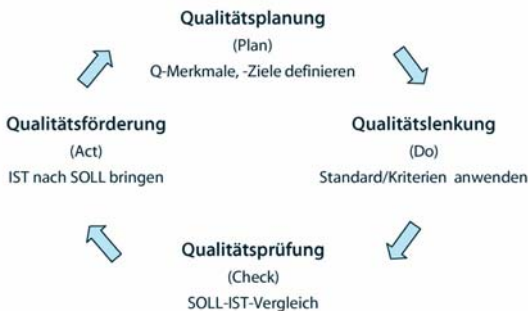 Qualitätsplanung
(Plan)
Q-Merkmale, -Ziele definieren
Qualitätsförderung
(Act)
IST nach SOLL bringen
Qualitätslenkung
(Do)
Standard/Kriterien anwenden
Qualitätsprüfung
(Check)
SOLL-IST-Vergleich